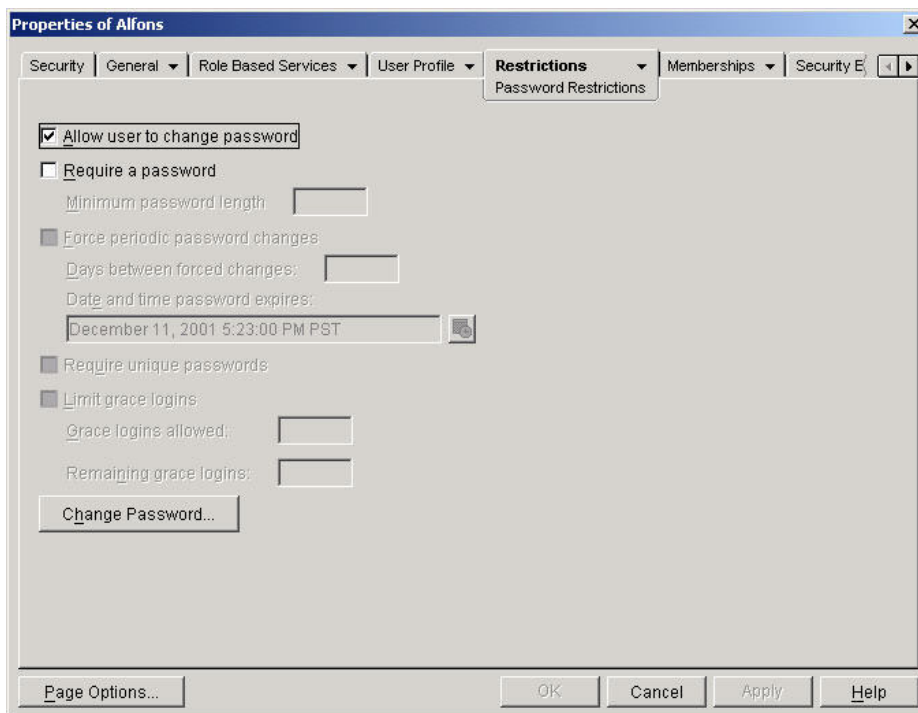 Properties of Alfons
Security General Role Based Services User Profile Restrictions Memberships Security E
Password Restrictions
Allow user to change password
Require a password
Minimum password length
Force periodic password changes
Days between forced changes:
Date and time password expires:
December 11, 2001 5:23:00 PM PST
Require unique passwords
Limit grace logins
Grace logins allowed:
Remaining grace logins:
Change Password...
Page Options... OK Cancel Apply Help